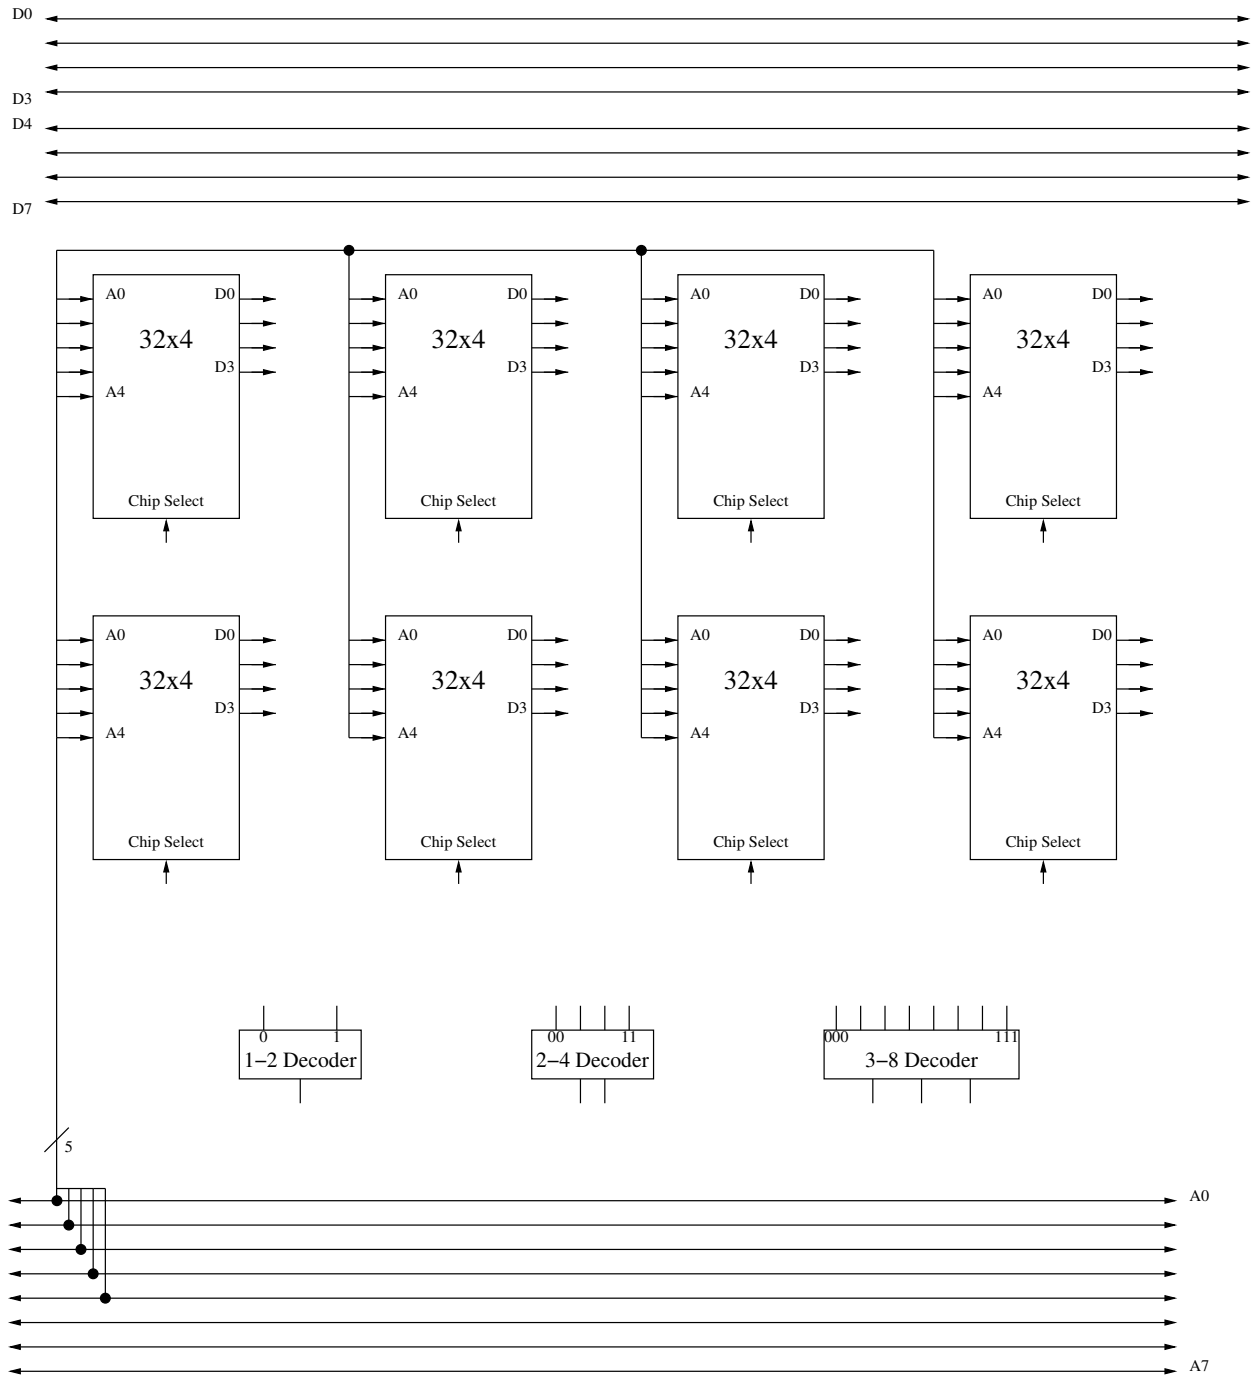 D0
D3
D4
D7
A0 D0 A0 D0 A0 D0 A0 D0
32x4 32x4 32x4 32x4
D3 D3 D3 D3
A4 A4 A4 A4
Chip Select Chip Select Chip Select Chip Select
A0 D0 A0 D0 A0 D0 A0 D0
32x4 32x4 32x4 32x4
D3 D3 D3 D3
A4 A4 A4 A4
Chip Select Chip Select Chip Select Chip Select
0 1 00 11 000 111
1−2 Decoder 2−4 Decoder 3−8 Decoder
5
A0
A7